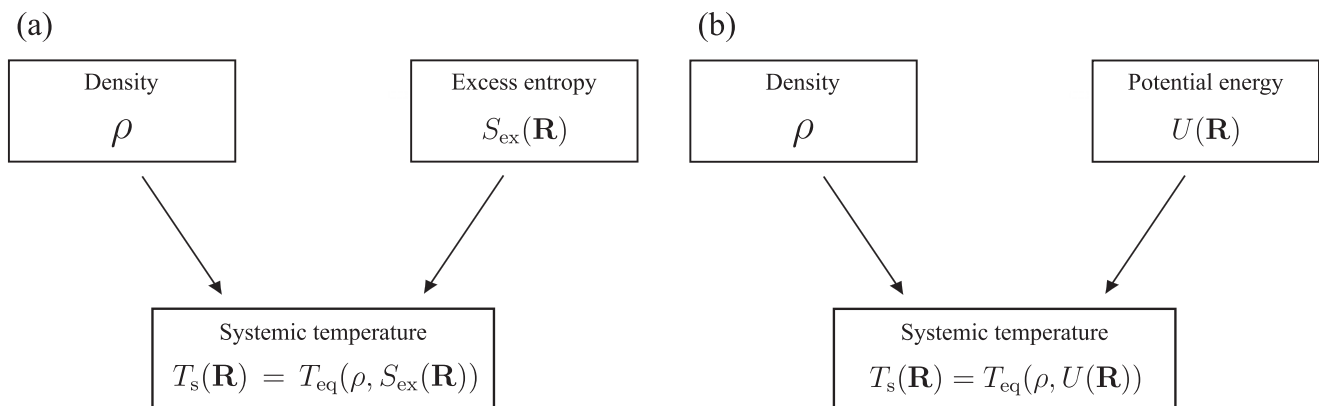 (a)
Density
ρ
Excess entropy
S_ex(R)
Systemic temperature
T_s(R) = T_eq(ρ, S_ex(R))
(b)
Density
ρ
Potential energy
U(R)
Systemic temperature
T_s(R) = T_eq(ρ, U(R))